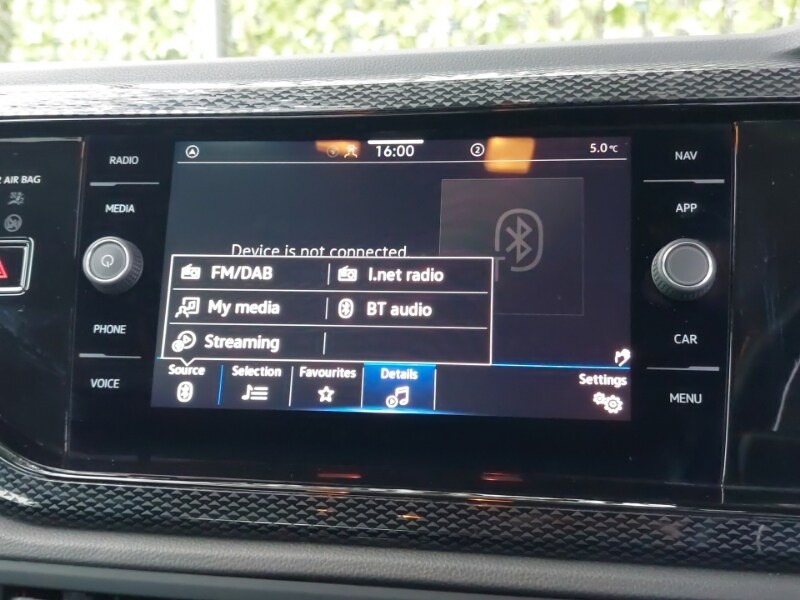 AIR BAG
RADIO
MEDIA
PHONE
VOICE
16:00
2
5.0 °C
Device is not connected
FM/DAB
I.net radio
My media
BT audio
Streaming
Source
Selection
Favourites
Details
Settings
NAV
APP
CAR
MENU